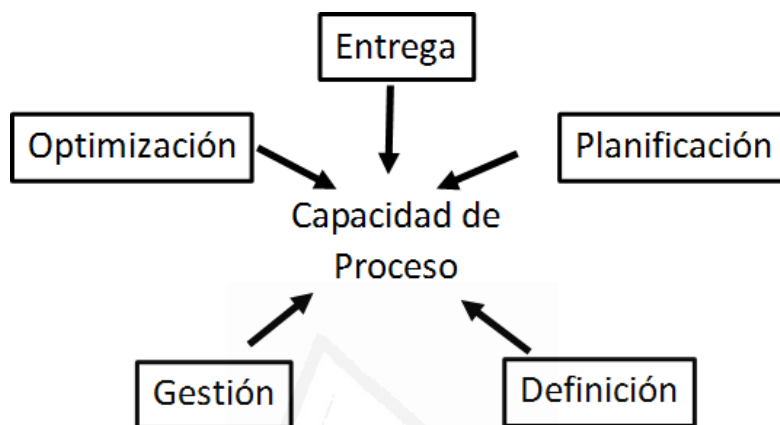 Entrega
Optimización
Planificación
Capacidad de
Proceso
Gestión
Definición